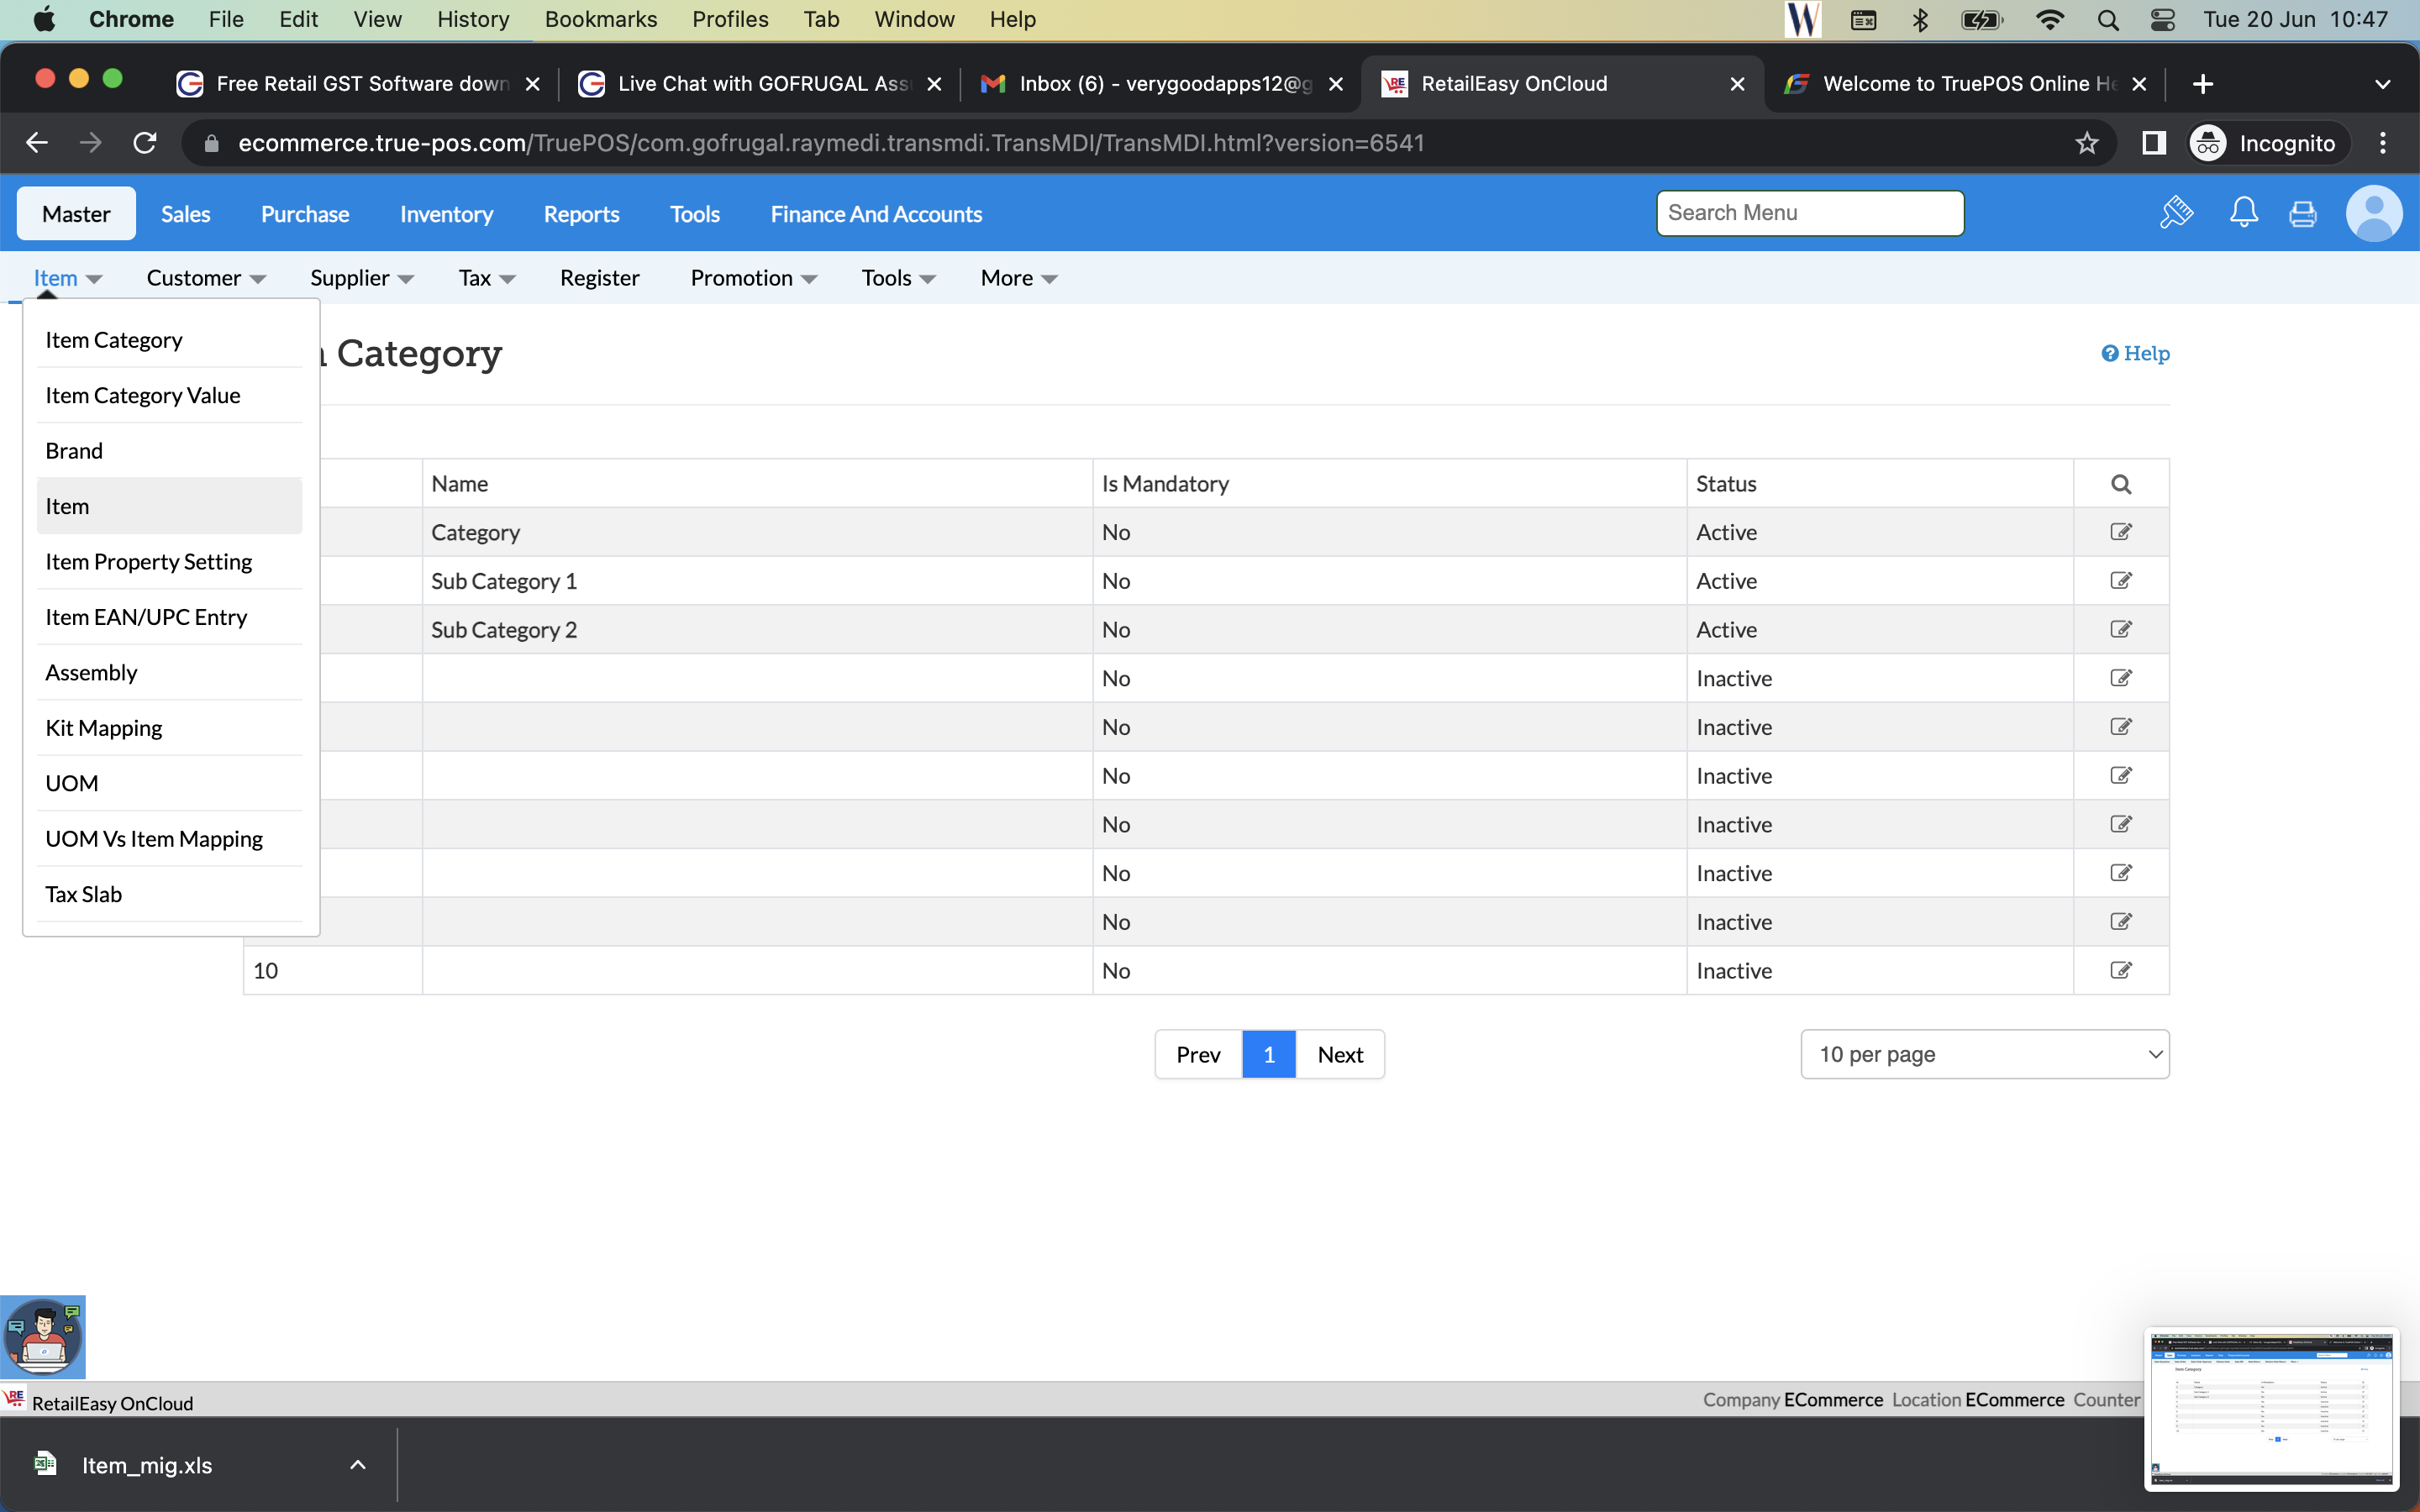 Chrome File Edit View History Bookmarks Profiles Tab Window Help Tue 20 Jun 10:47
Free Retail GST Software down Live Chat with GOFRUGAL Ass Inbox (6) - verygoodapps12@g RetailEasy OnCloud Welcome to TruePOS Online He
ecommerce.true-pos.com/TruePOS/com.gofrugal.raymedi.transmdi.TransMDI/TransMDI.html?version=6541 Incognito
Master Sales Purchase Inventory Reports Tools Finance And Accounts Search Menu
Item Customer Supplier Tax Register Promotion Tools More
Item Category
Item Category Value
Brand
Item
Item Property Setting
Item EAN/UPC Entry
Assembly
Kit Mapping
UOM
UOM Vs Item Mapping
Tax Slab
Category
Help
Name Is Mandatory Status
Category No Active
Sub Category 1 No Active
Sub Category 2 No Active
No Inactive
No Inactive
No Inactive
No Inactive
No Inactive
No Inactive
10 No Inactive
Prev 1 Next 10 per page
RE RetailEasy OnCloud Company ECommerce Location ECommerce Counter
Item_mig.xls